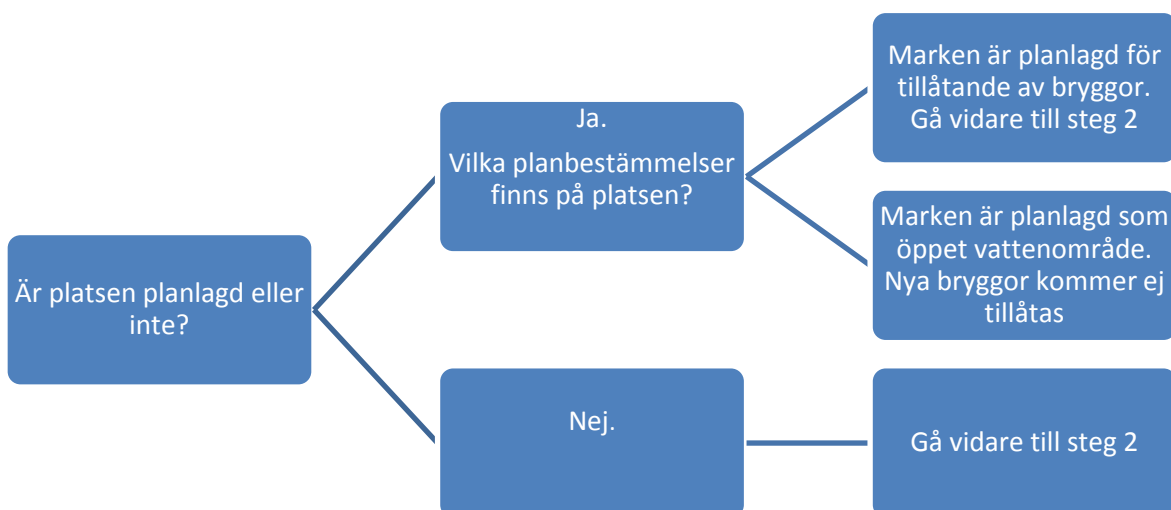 Är platsen planlagd eller
inte?
Ja.
Vilka planbestämmelser
finns på platsen?
Marken är planlagd för
tillåtande av bryggor.
Gå vidare till steg 2
Marken är planlagd som
öppet vattenområde.
Nya bryggor kommer ej
tillåtas
Nej.
Gå vidare till steg 2